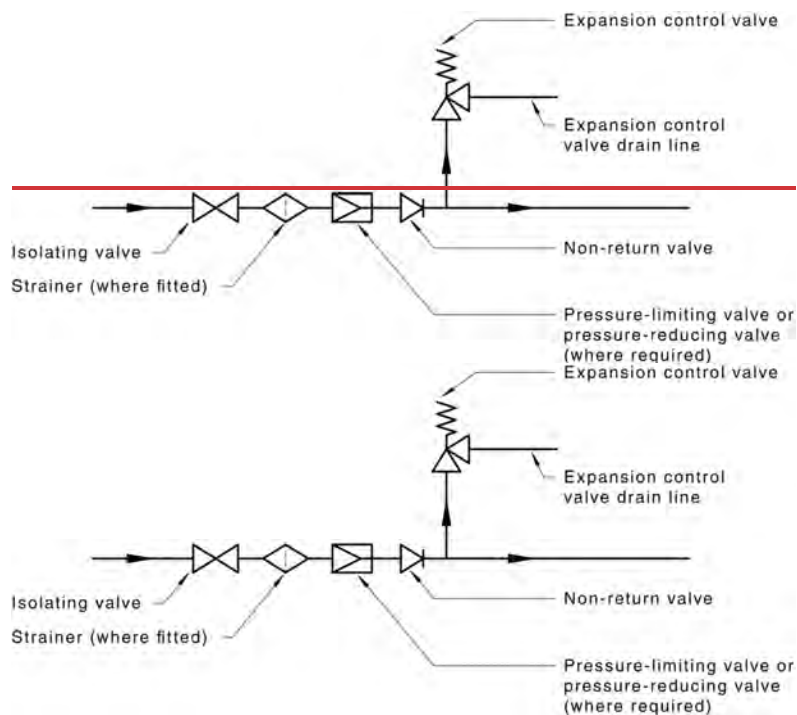 Expansion control valve
Expansion control
valve drain line
Isolating valve
Non-return valve
Strainer (where fitted)
Pressure-limiting valve or
pressure-reducing valve
(where required)
Expansion control valve
Expansion control
valve drain line
Isolating valve
Non-return valve
Strainer (where fitted)
Pressure-limiting valve or
pressure-reducing valve
(where required)